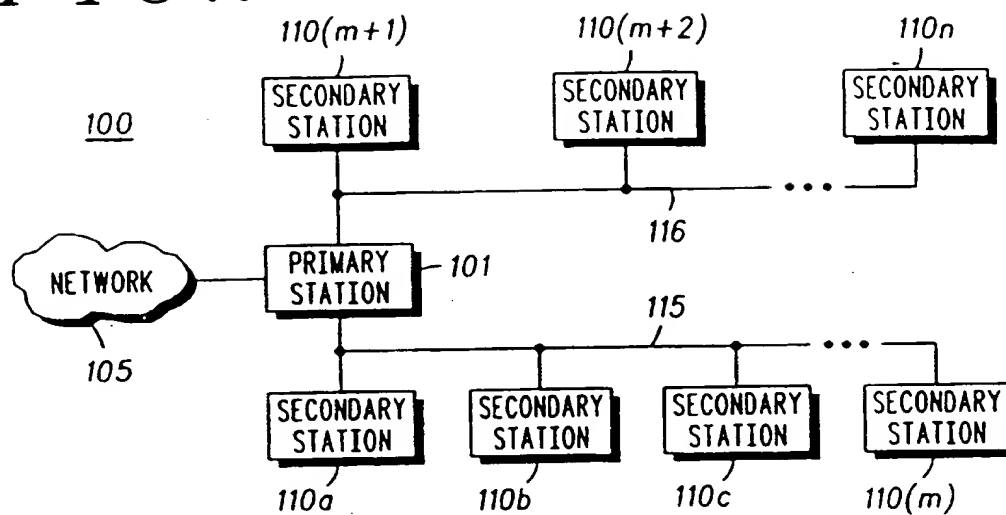 110(m+1)
110(m+2)
110n
100
SECONDARY
STATION
SECONDARY
STATION
SECONDARY
STATION
116
NETWORK
PRIMARY
STATION
101
105
115
SECONDARY
STATION
SECONDARY
STATION
SECONDARY
STATION
SECONDARY
STATION
110a
110b
110c
110(m)